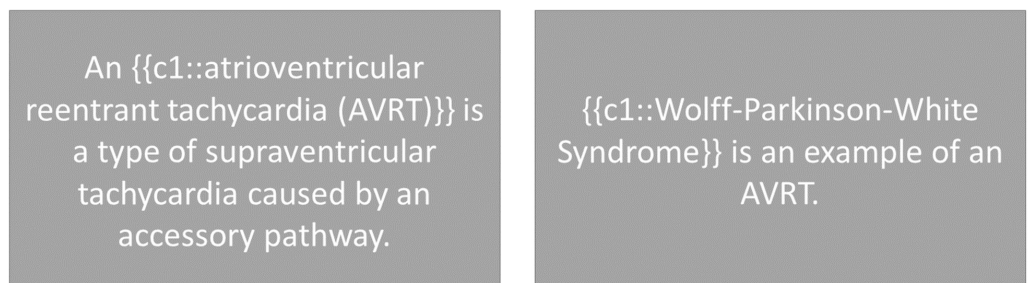 An {{c1::atrioventricular
reentrant tachycardia (AVRT)}} is
a type of supraventricular
tachycardia caused by an
accessory pathway.
{{c1::Wolff-Parkinson-White
Syndrome}} is an example of an
AVRT.